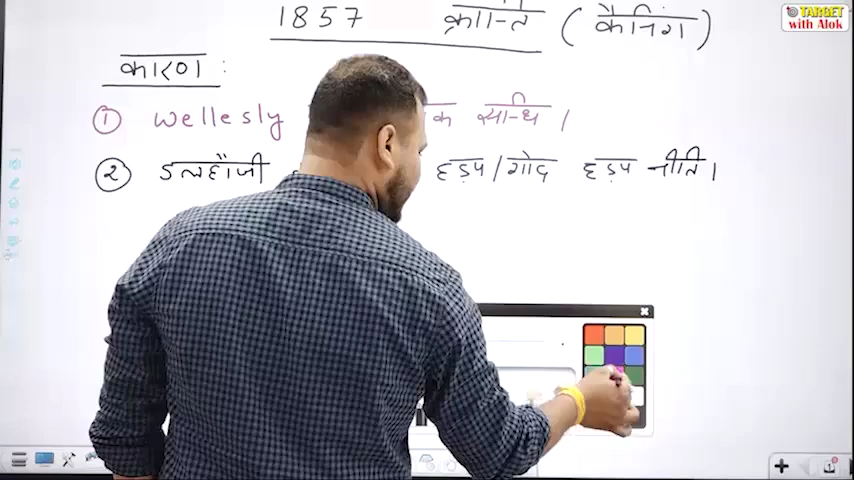 TARGET
with Alok
1857 क्रान्ति (
कारण :
① wellesly क सन्धि ।
② डलहौजी हड़प / गोद हड़प नीति ।